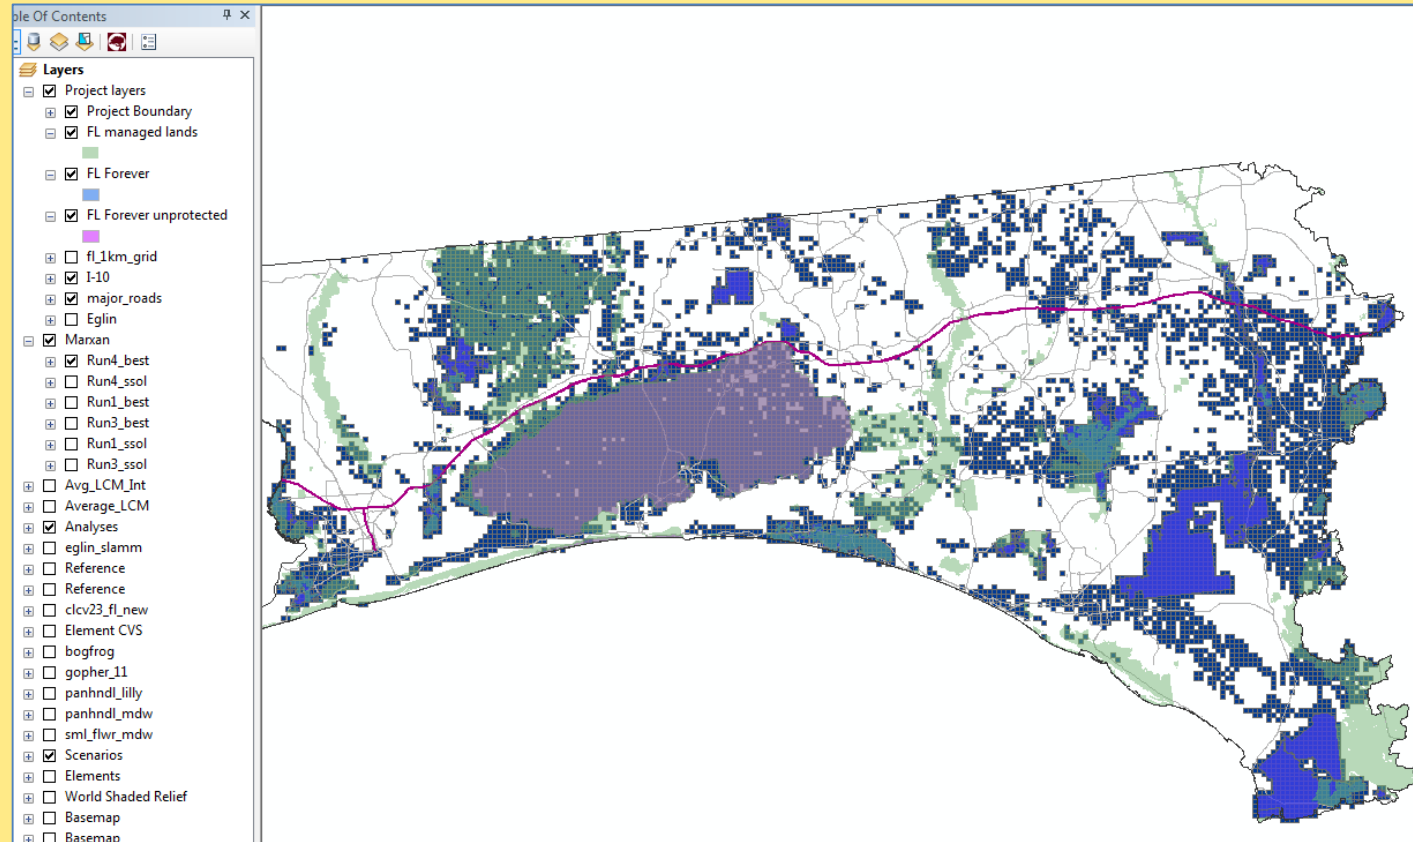 ble Of Contents
Layers
Project layers
Project Boundary
FL managed lands
FL Forever
FL Forever unprotected
fl_1km_grid
I-10
major_roads
Eglin
Marxan
Run4_best
Run4_ssol
Run1_best
Run3_best
Run1_ssol
Run3_ssol
Avg_LCM_Int
Average_LCM
Analyses
eglin_slamm
Reference
Reference
clcv23_fl_new
Element CVS
bogfrog
gopher_11
panhndl_lilly
panhndl_mdw
sml_flwr_mdw
Scenarios
Elements
World Shaded Relief
Basemap
Basemap